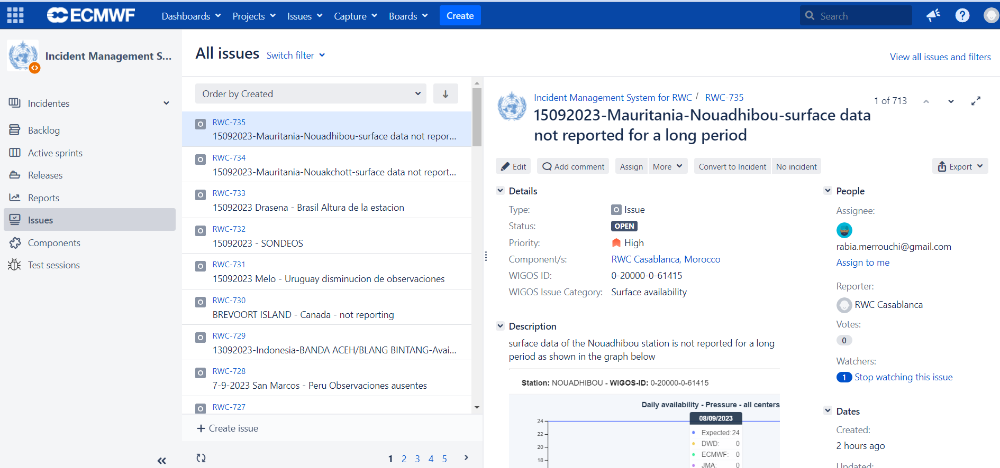 ECMWF
Dashboards
Projects
Issues
Capture
Boards
Create
Search
Incident Management S...
Incidentes
Backlog
Active sprints
Releases
Reports
Issues
Components
Test sessions
All issues
Switch filter
View all issues and filters
Order by Created
RWC-735
15092023-Mauritania-Nouadhibou-surface data not repor...
RWC-734
15092023-Mauritania-Nouakchott-surface data not report...
RWC-733
15092023 Drasena - Brasil Altura de la estacion
RWC-732
15092023 - SONDEOS
RWC-731
15092023 Melo - Uruguay disminucion de observaciones
RWC-730
BREVOORT ISLAND - Canada - not reporting
RWC-729
13092023-Indonesia-BANDA ACEH/BLANG BINTANG-Avai...
RWC-728
7-9-2023 San Marcos - Peru Observaciones ausentes
RWC-727
+ Create issue
1 2 3 4 5
Incident Management System for RWC / RWC-735
1 of 713
15092023-Mauritania-Nouadhibou-surface data
not reported for a long period
Edit
Add comment
Assign
More
Convert to Incident
No incident
Export
Details
Type: Issue
Status: OPEN
Priority: High
Component/s: RWC Casablanca, Morocco
WIGOS ID: 0-20000-0-61415
WIGOS Issue Category: Surface availability
Description
surface data of the Nouadhibou station is not reported for a long
period as shown in the graph below
Station: NOUADHIBOU - WIGOS-ID: 0-20000-0-61415
Daily availability - Pressure - all centers
08/09/2023
24
22
20
18
Expected: 24
DWD: 0
ECMWF: 0
JMA: 0
People
Assignee:
rabia.merrouchi@gmail.com
Assign to me
Reporter:
RWC Casablanca
Votes:
0
Watchers:
1 Stop watching this issue
Dates
Created:
2 hours ago
Updated: